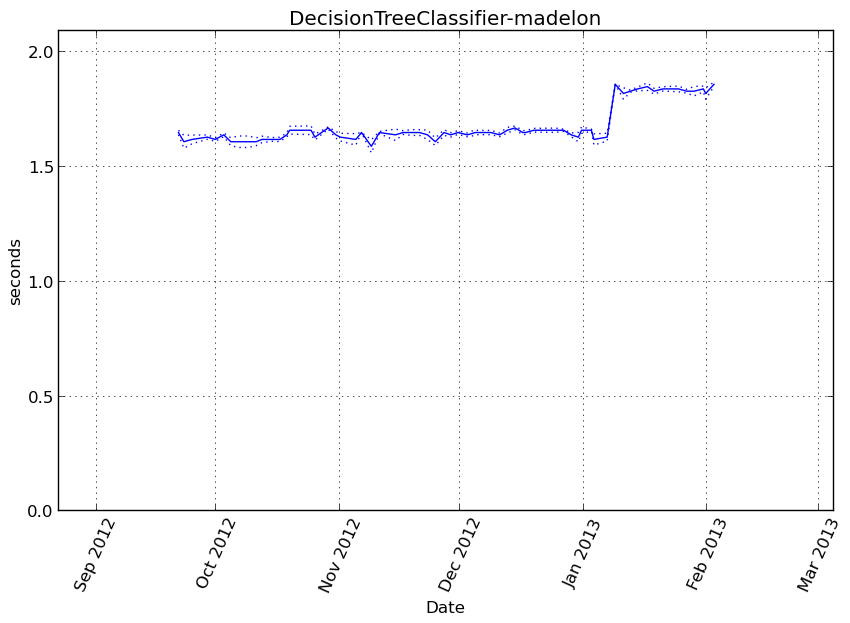 DecisionTreeClassifier-madelon
2.0
1.5
1.0
0.5
0.0
seconds
Sep 2012
Oct 2012
Nov 2012
Dec 2012
Jan 2013
Feb 2013
Mar 2013
Date